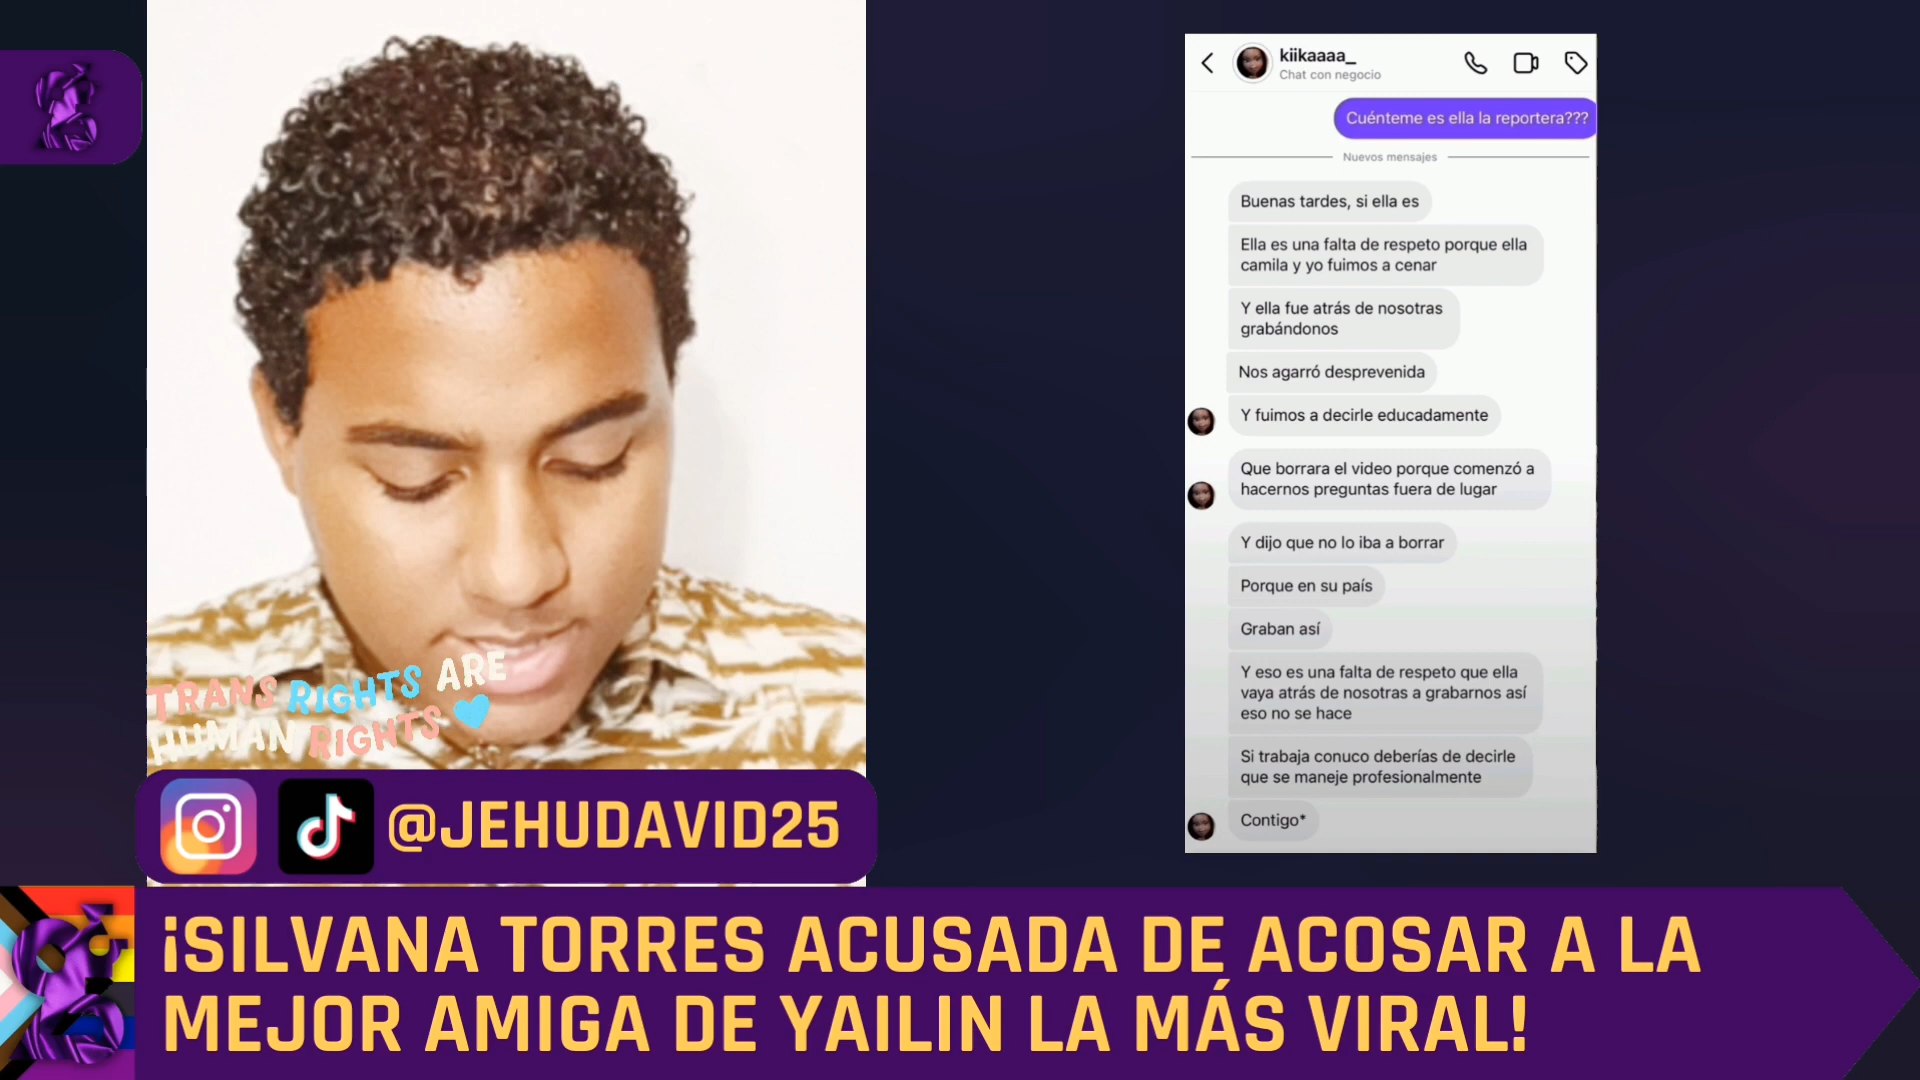 TRANS RIGHTS ARE
HUMAN RIGHTS
@JEHUDAVID25
kiikaaaa_
Chat con negocio
Cuénteme es ella la reportera???
Nuevos mensajes
Buenas tardes, si ella es
Ella es una falta de respeto porque ella
camila y yo fuimos a cenar
Y ella fue atrás de nosotras
grabándonos
Nos agarró desprevenida
Y fuimos a decirle educadamente
Que borrara el video porque comenzó a
hacernos preguntas fuera de lugar
Y dijo que no lo iba a borrar
Porque en su país
Graban así
Y eso es una falta de respeto que ella
vaya atrás de nosotras a grabarnos así
eso no se hace
Si trabaja conuco deberías de decirle
que se maneje profesionalmente
Contigo*
¡SILVANA TORRES ACUSADA DE ACOSAR A LA
MEJOR AMIGA DE YAILIN LA MÁS VIRAL!